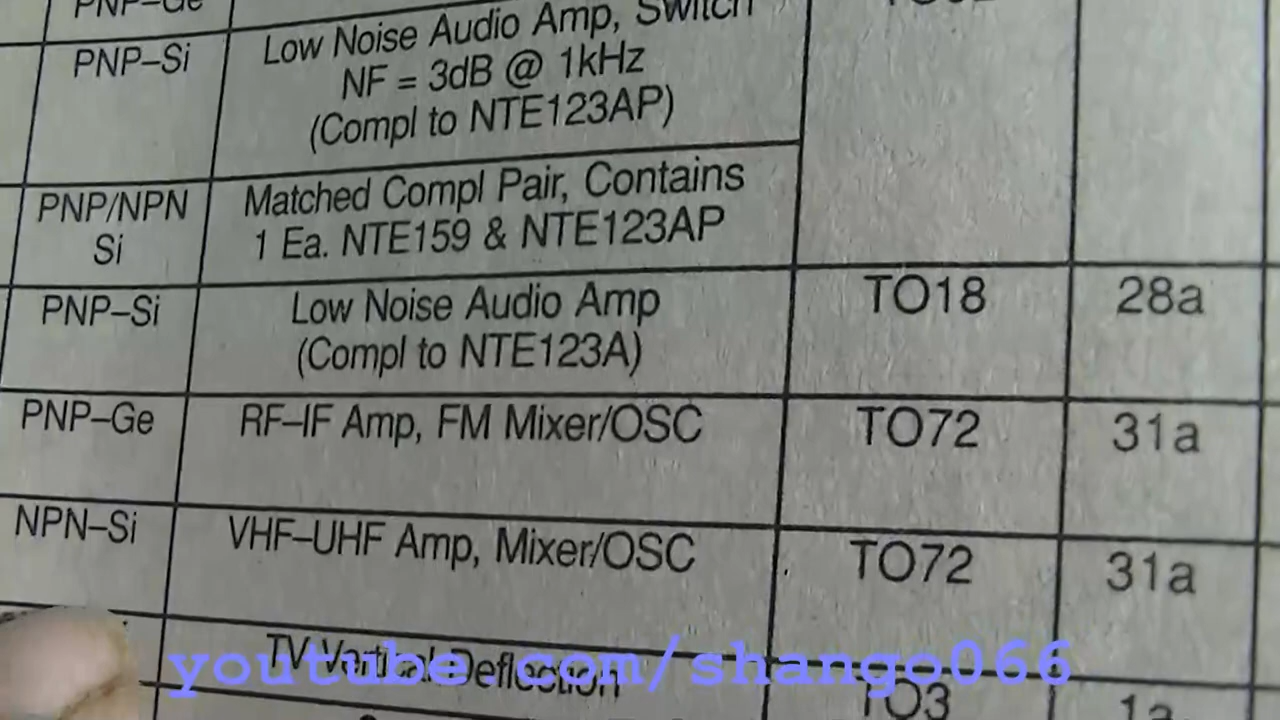 PNP–Ge
PNP–Si Low Noise Audio Amp, Switch
NF = 3dB @ 1kHz
(Compl to NTE123AP)
PNP/NPN
Si
Matched Compl Pair, Contains
1 Ea. NTE159 & NTE123AP
PNP–Si Low Noise Audio Amp TO18 28a
(Compl to NTE123A)
PNP–Ge RF–IF Amp, FM Mixer/OSC TO72 31a
NPN–Si VHF–UHF Amp, Mixer/OSC TO72 31a
TV Vertical Deflection TO3 1a
youtube.com/shango066